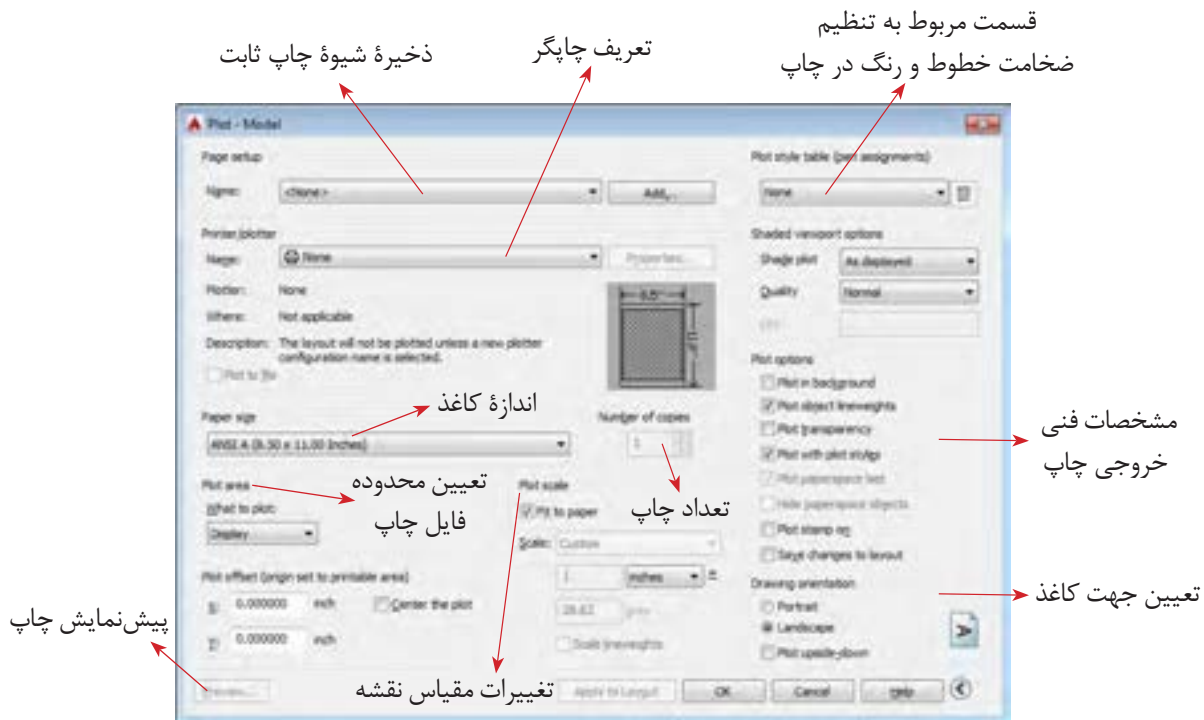 قسمت مربوط به تنظیم
ضخامت خطوط و رنگ در چاپ
تعریف چاپگر
ذخیرهٔ شیوهٔ چاپ ثابت
Plot - Model
Page setup
Name:
<None>
Add...
Plot style table (pen assignments)
None
Printer/plotter
Name:
None
Properties...
Plotter:
None
Where:
Not applicable
Description:
The layout will not be plotted unless a new plotter
configuration name is selected.
Plot to file
8.5"
11.0"
Shaded viewport options
Shade plot
As displayed
Quality
Normal
DPI
Plot options
Plot in background
Plot object lineweights
Plot transparency
Plot with plot styles
Plot paperspace last
Hide paperspace objects
Plot stamp on
Save changes to layout
مشخصات فنی
خروجی چاپ
Paper size
اندازهٔ کاغذ
ANSI A (8.50 x 11.00 Inches)
Number of copies
1
تعداد چاپ
Plot area
تعیین محدوده
فایل چاپ
What to plot:
Display
Plot scale
Fit to paper
Scale:
Custom
1
inches
=
28.62
units
Scale lineweights
تغییرات مقیاس نقشه
Plot offset (origin set to printable area)
X:
0.000000
inch
Center the plot
Y:
0.000000
inch
Drawing orientation
Portrait
Landscape
Plot upside-down
A
تعیین جهت کاغذ
پیش‌نمایش چاپ
Preview...
Apply to Layout
OK
Cancel
Help